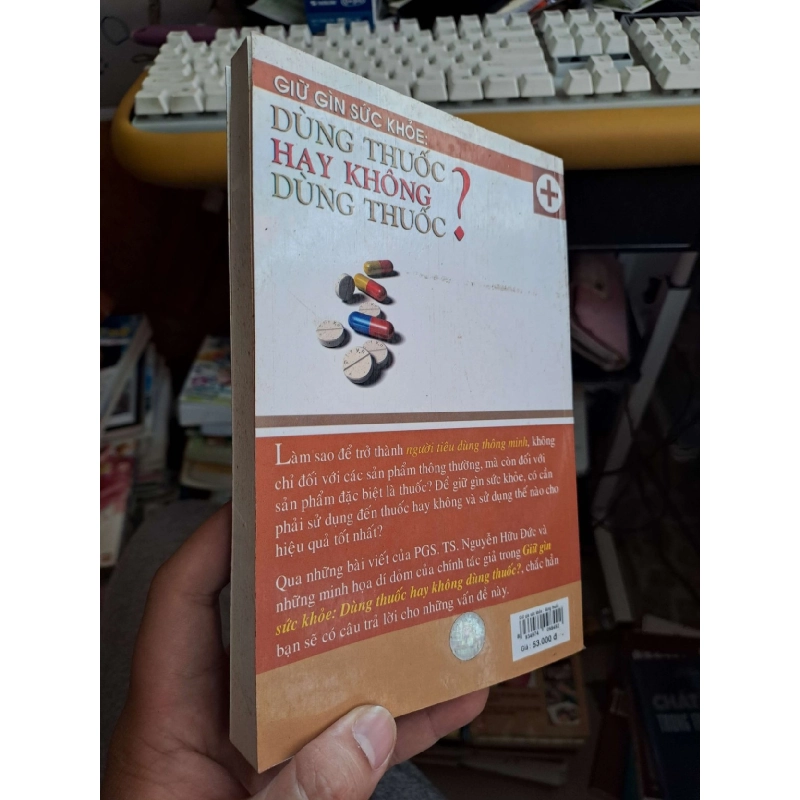 GIỮ GÌN SỨC KHỎE:
DÙNG THUỐC
HAY KHÔNG
DÙNG THUỐC
?
Làm sao để trở thành người tiêu dùng thông minh, không
chỉ đối với các sản phẩm thông thường, mà còn đối với
sản phẩm đặc biệt là thuốc? Để giữ gìn sức khỏe, có cần
phải sử dụng đến thuốc hay không và sử dụng thế nào cho
hiệu quả tốt nhất?
Qua những bài viết của PGS. TS. Nguyễn Hữu Đức và
những minh họa dí dỏm của chính tác giả trong Giữ gìn
sức khỏe: Dùng thuốc hay không dùng thuốc?, chắc hẳn
bạn sẽ có câu trả lời cho những vấn đề này.
Giá : 53.000 đ